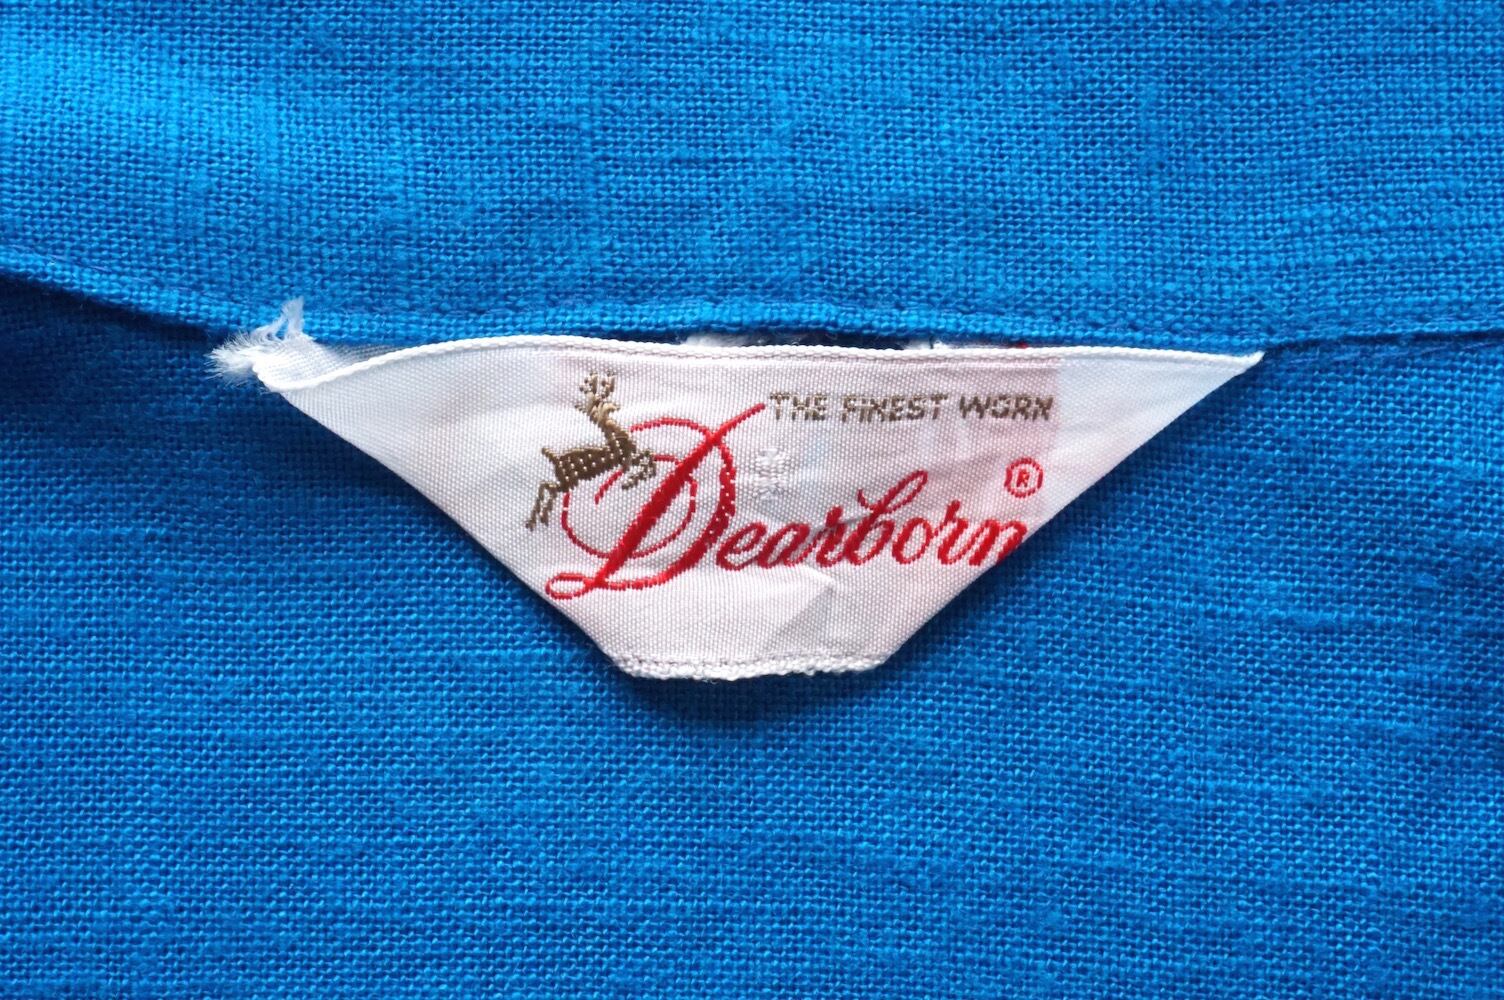 THE FINEST WORN
Dearborn ®